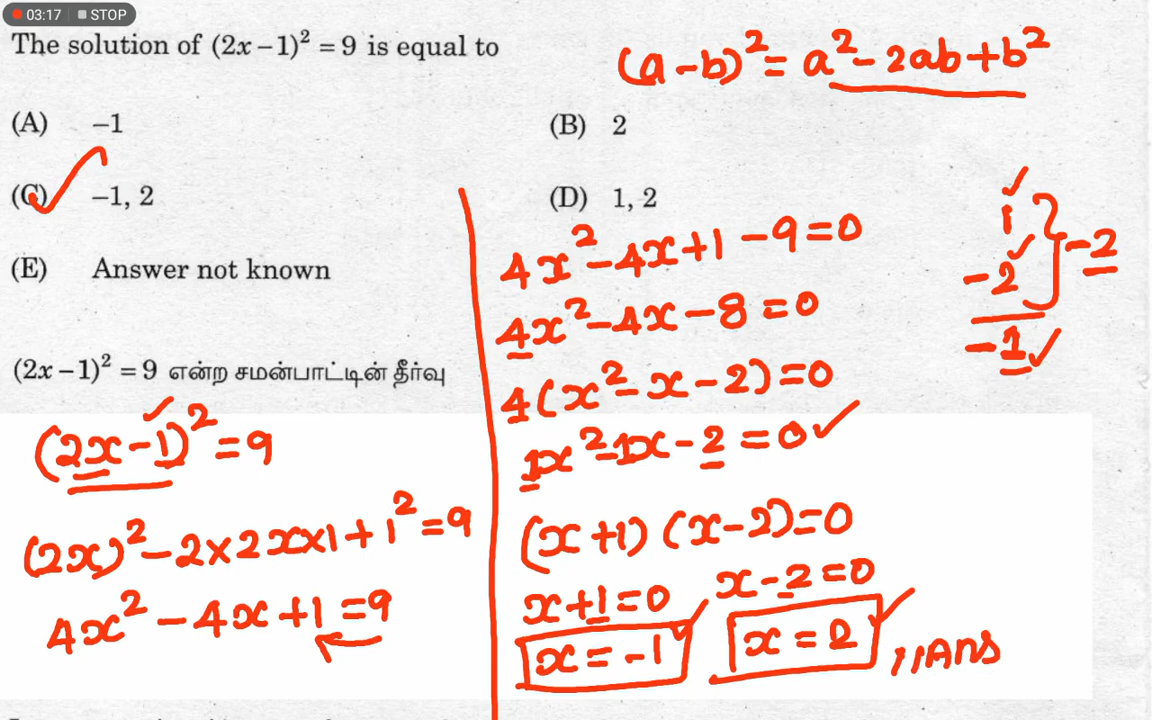 03:17 STOP
The solution of (2x – 1)² = 9 is equal to
(a – b)² = a² – 2ab + b²
(A) –1
(B) 2
(C) –1, 2
(D) 1, 2
(E) Answer not known
(2x – 1)² = 9 என்ற சமன்பாட்டின் தீர்வு
(2x – 1)² = 9
(2x)² – 2×2x×1 + 1² = 9
4x² – 4x + 1 = 9
4x² – 4x + 1 – 9 = 0
4x² – 4x – 8 = 0
4(x² – x – 2) = 0
1x² – 1x – 2 = 0
(x + 1) (x – 2) = 0
x + 1 = 0 x – 2 = 0
x = –1 x = 2 ,, Ans
1
–2
–2
–1